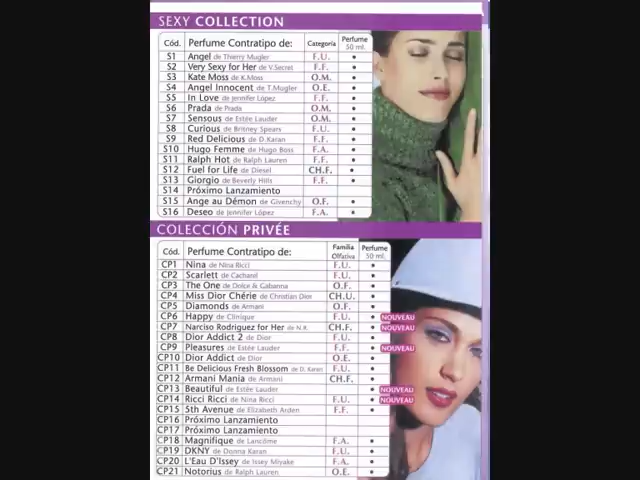 SEXY COLLECTION
Cód. Perfume Contratipo de: Categoría Perfume 50 ml.
S1 Angel de Thierry Mugler F.U. •
S2 Very Sexy for Her de V.Secret F.F. •
S3 Kate Moss de K.Moss O.M. •
S4 Angel Innocent de T.Mugler O.E. •
S5 In Love de Jennifer López F.F. •
S6 Prada de Prada O.M. •
S7 Sensous de Estée Lauder O.M. •
S8 Curious de Britney Spears F.U. •
S9 Red Delicious de D.Karan F.F. •
S10 Hugo Femme de Hugo Boss F.A. •
S11 Ralph Hot de Ralph Lauren F.F. •
S12 Fuel for Life de Diesel CH.F. •
S13 Giorgio de Beverly Hills F.F. •
S14 Próximo Lanzamiento
S15 Ange au Démon de Givenchy O.F. •
S16 Deseo de Jennifer López F.A. •
COLECCIÓN PRIVÉE
Cód. Perfume Contratipo de: Familia Olfativa Perfume 50 ml.
CP1 Nina de Nina Ricci F.U. •
CP2 Scarlett de Cacharel F.U. •
CP3 The One de Dolce & Gabanna O.F. •
CP4 Miss Dior Chérie de Christian Dior CH.U. •
CP5 Diamonds de Armani O.F. •
CP6 Happy de Clinique F.U. • NOUVEAU
CP7 Narciso Rodriguez for Her de N.R. CH.F. • NOUVEAU
CP8 Dior Addict 2 de Dior F.U. •
CP9 Pleasures de Estée Lauder F.F. • NOUVEAU
CP10 Dior Addict de Dior O.E. •
CP11 Be Delicious Fresh Blossom de D. Karan F.U. •
CP12 Armani Mania de Armani CH.F. •
CP13 Beautiful de Estée Lauder • NOUVEAU
CP14 Ricci Ricci de Nina Ricci F.U. • NOUVEAU
CP15 5th Avenue de Elizabeth Arden F.F. •
CP16 Próximo Lanzamiento
CP17 Próximo Lanzamiento
CP18 Magnifique de Lancôme F.A. •
CP19 DKNY de Donna Karan F.U. •
CP20 L'Eau D'Issey de Issey Miyake F.A. •
CP21 Notorius de Ralph Lauren O.E. •